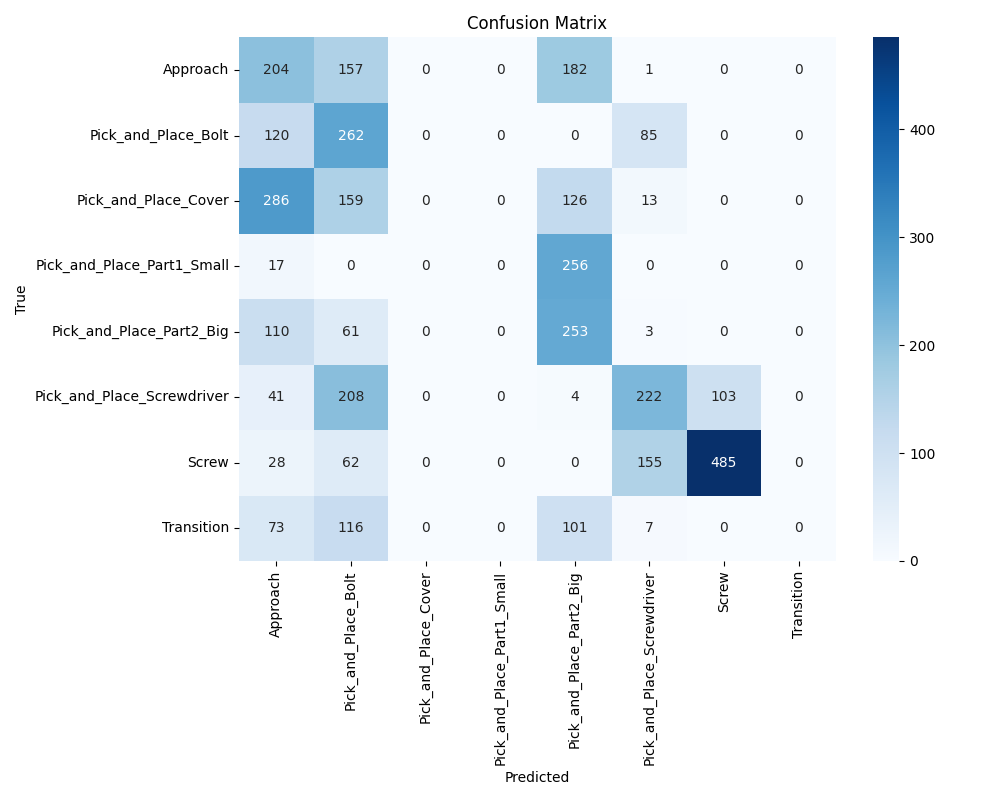 Confusion Matrix
True
Approach 204 157 0 0 182 1 0 0
Pick_and_Place_Bolt 120 262 0 0 0 85 0 0
Pick_and_Place_Cover 286 159 0 0 126 13 0 0
Pick_and_Place_Part1_Small 17 0 0 0 256 0 0 0
Pick_and_Place_Part2_Big 110 61 0 0 253 3 0 0
Pick_and_Place_Screwdriver 41 208 0 0 4 222 103 0
Screw 28 62 0 0 0 155 485 0
Transition 73 116 0 0 101 7 0 0
Approach
Pick_and_Place_Bolt
Pick_and_Place_Cover
Pick_and_Place_Part1_Small
Pick_and_Place_Part2_Big
Pick_and_Place_Screwdriver
Screw
Transition
Predicted
400
300
200
100
0